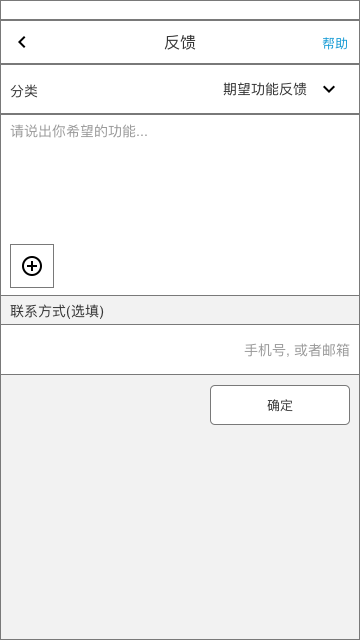 反馈
帮助
分类
期望功能反馈
请说出你希望的功能...
联系方式(选填)
手机号, 或者邮箱
确定